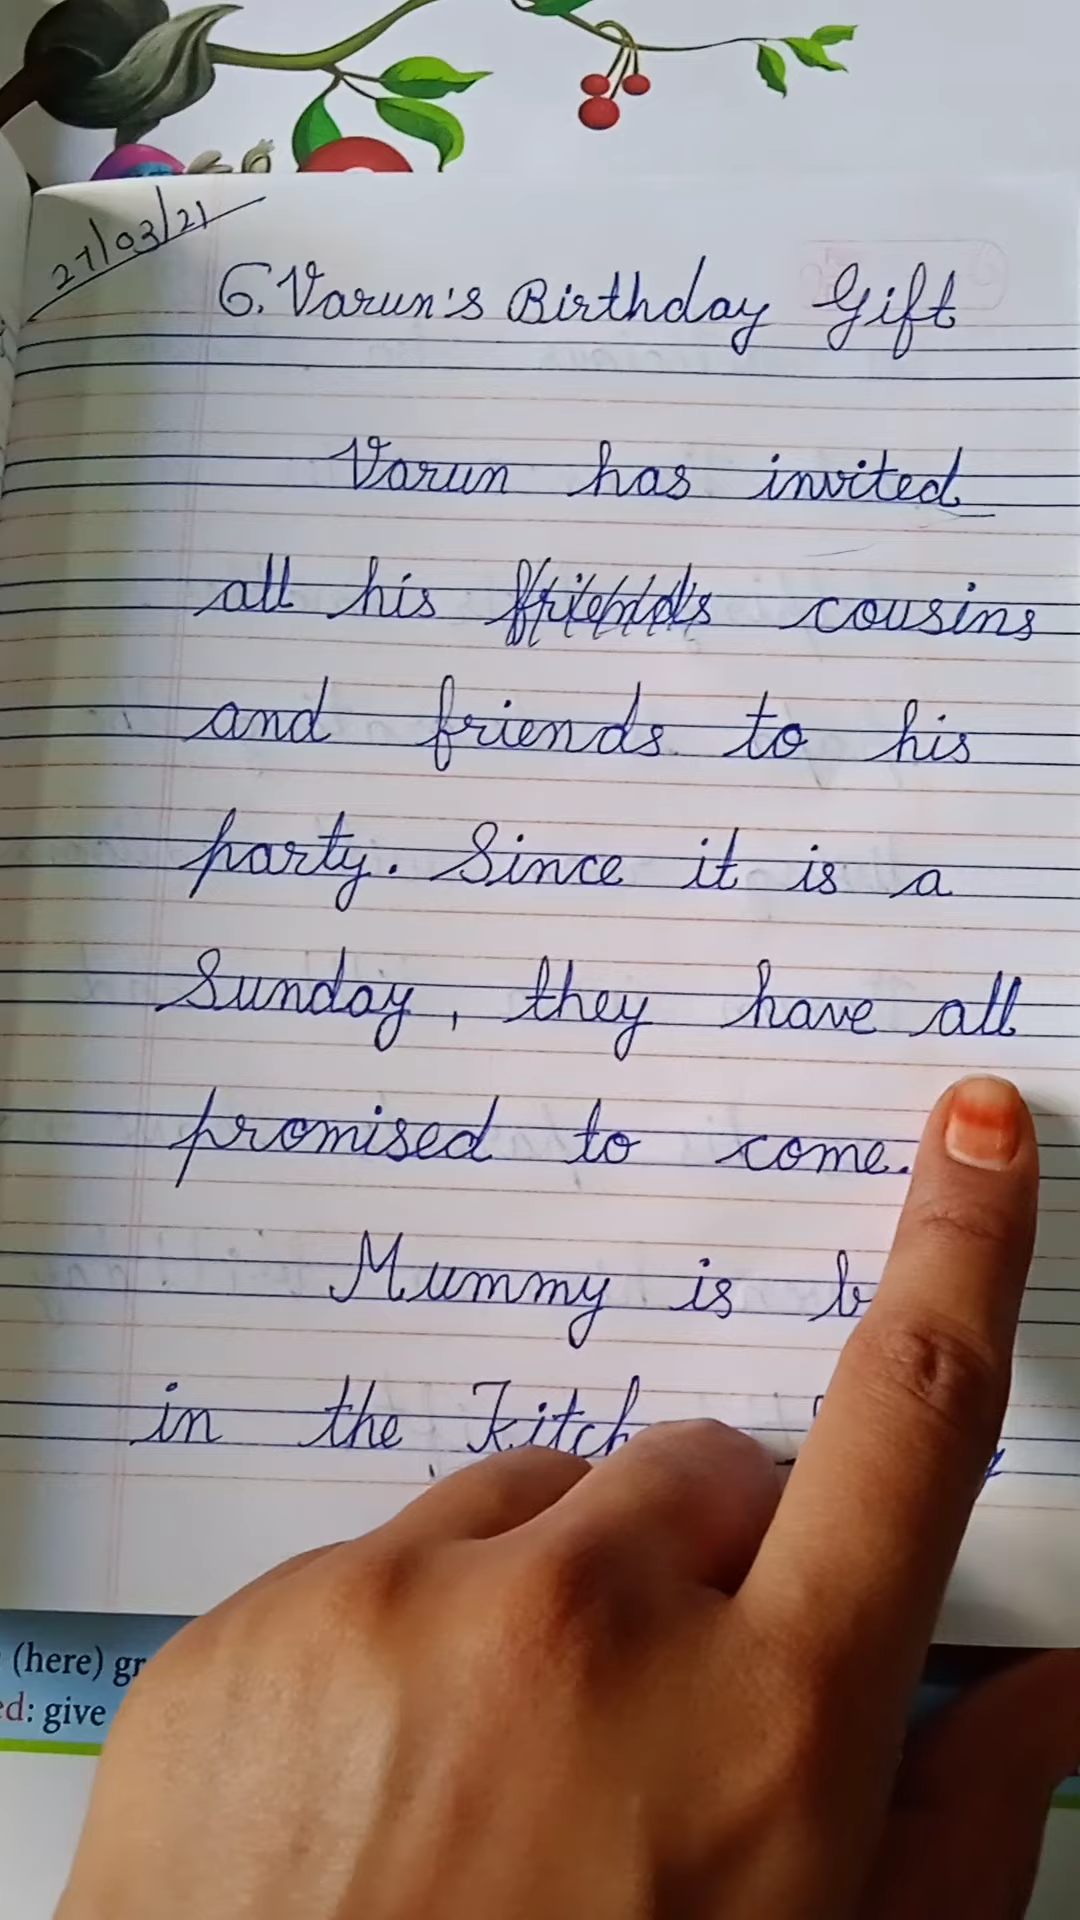 27/03/21
6. Varun's Birthday Gift
Varun has invited
all his friends cousins
and friends to his
party. Since it is a
Sunday, they have all
promised to come.
Mummy is
in the
(here)
give